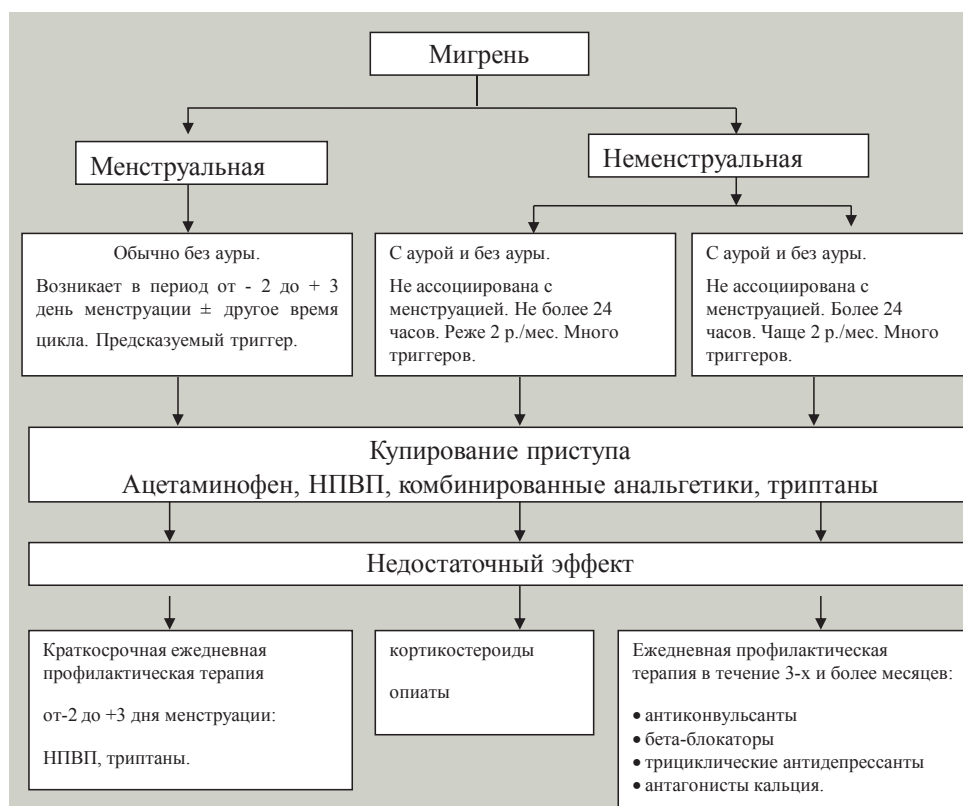 Мигрень
Менструальная
Неменструальная
Обычно без ауры.
Возникает в период от - 2 до + 3
день менструации ± другое время
цикла. Предсказуемый триггер.
С аурой и без ауры.
Не ассоциирована с
менструацией. Не более 24
часов. Реже 2 р./мес. Много
триггеров.
С аурой и без ауры.
Не ассоциирована с
менструацией. Более 24
часов. Чаще 2 р./мес. Много
триггеров.
Купирование приступа
Ацетаминофен, НПВП, комбинированные анальгетики, триптаны
Недостаточный эффект
Краткосрочная ежедневная
профилактическая терапия
от-2 до +3 дня менструации:
НПВП, триптаны.
кортикостероиды
опиаты
Ежедневная профилактическая
терапия в течение 3-х и более месяцев:
• антиконвульсанты
• бета-блокаторы
• трициклические антидепрессанты
• антагонисты кальция.